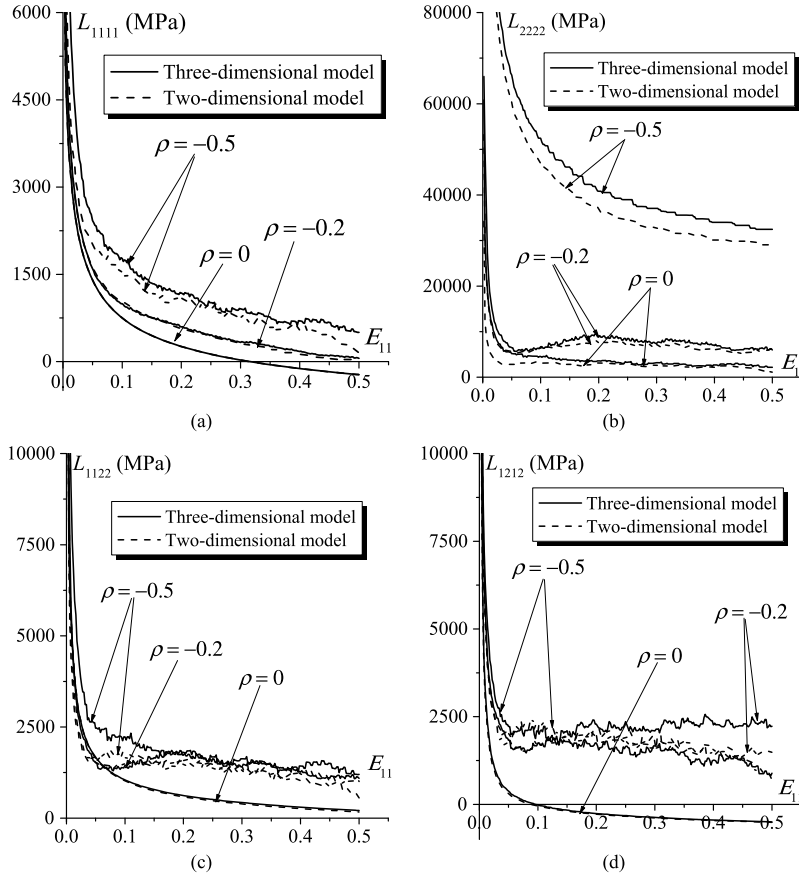 6000
L1111 (MPa)
Three-dimensional model
Two-dimensional model
4500
ρ = −0.5
3000
ρ = 0
ρ = −0.2
1500
E11
0
0.0 0.1 0.2 0.3 0.4 0.5
(a)
80000
L2222 (MPa)
Three-dimensional model
Two-dimensional model
60000
ρ = −0.5
40000
ρ = −0.2
ρ = 0
20000
E1
0
0.0 0.1 0.2 0.3 0.4 0.5
(b)
10000
L1122 (MPa)
Three-dimensional model
Two-dimensional model
7500
ρ = −0.5
5000
ρ = −0.2
ρ = 0
2500
E11
0
0.0 0.1 0.2 0.3 0.4 0.5
(c)
10000
L1212 (MPa)
Three-dimensional model
Two-dimensional model
7500
ρ = −0.5
ρ = −0.2
5000
ρ = 0
2500
E1
0
0.0 0.1 0.2 0.3 0.4 0.5
(d)